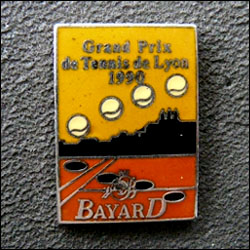 Grand Prix
de Tennis de Lyon
1990
BAYARD